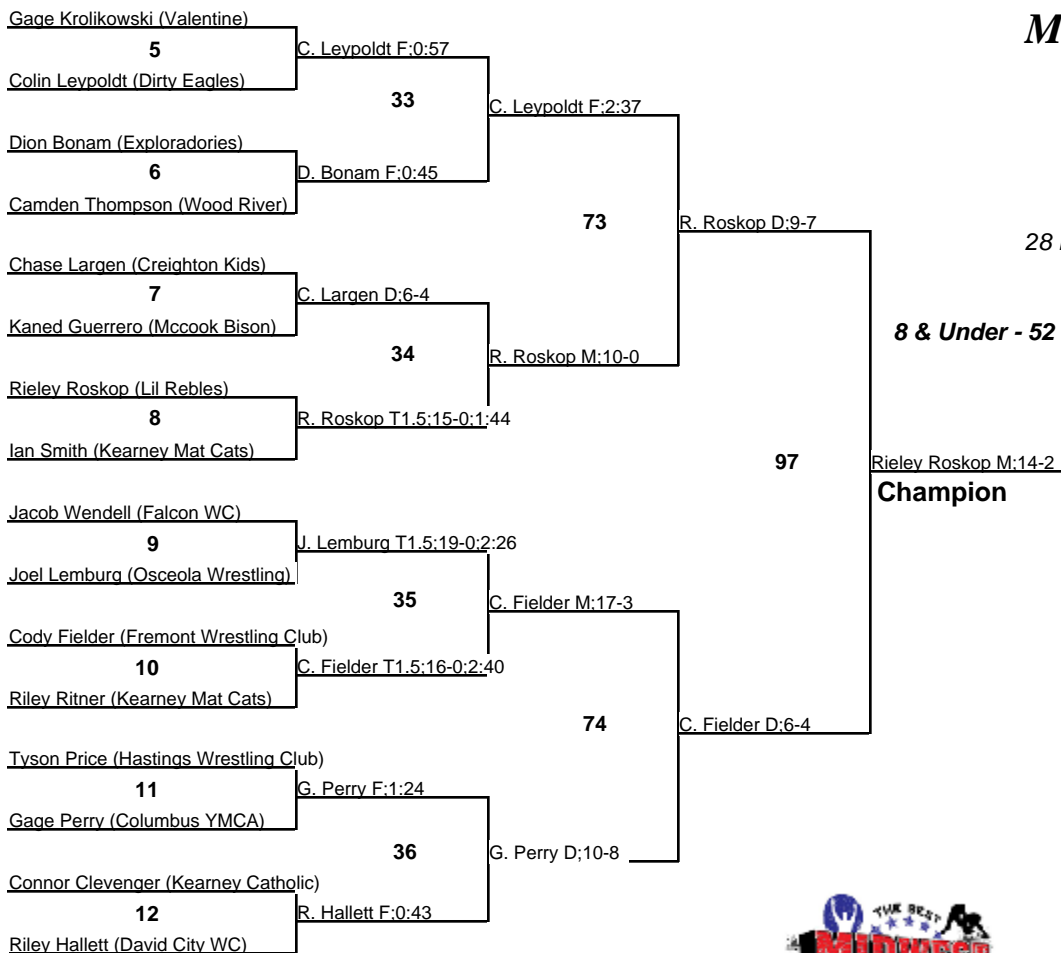 Gage Krolikowski (Valentine)
M
5
C. Leypoldt F;0:57
Colin Leypoldt (Dirty Eagles)
33
C. Leypoldt F;2:37
Dion Bonam (Exploradories)
6
D. Bonam F;0:45
Camden Thompson (Wood River)
73
R. Roskop D;9-7
28
Chase Largen (Creighton Kids)
7
C. Largen D;6-4
Kaned Guerrero (Mccook Bison)
8 & Under - 52
34
R. Roskop M;10-0
Rieley Roskop (Lil Rebles)
8
R. Roskop T1.5;15-0;1:44
Ian Smith (Kearney Mat Cats)
97
Rieley Roskop M;14-2
Champion
Jacob Wendell (Falcon WC)
9
J. Lemburg T1.5;19-0;2:26
Joel Lemburg (Osceola Wrestling)
35
C. Fielder M;17-3
Cody Fielder (Fremont Wrestling Club)
10
C. Fielder T1.5;16-0;2:40
Riley Ritner (Kearney Mat Cats)
74
C. Fielder D;6-4
Tyson Price (Hastings Wrestling Club)
11
G. Perry F;1:24
Gage Perry (Columbus YMCA)
36
G. Perry D;10-8
Connor Clevenger (Kearney Catholic)
12
R. Hallett F;0:43
Riley Hallett (David City WC)
THE BEST
MIDWEST